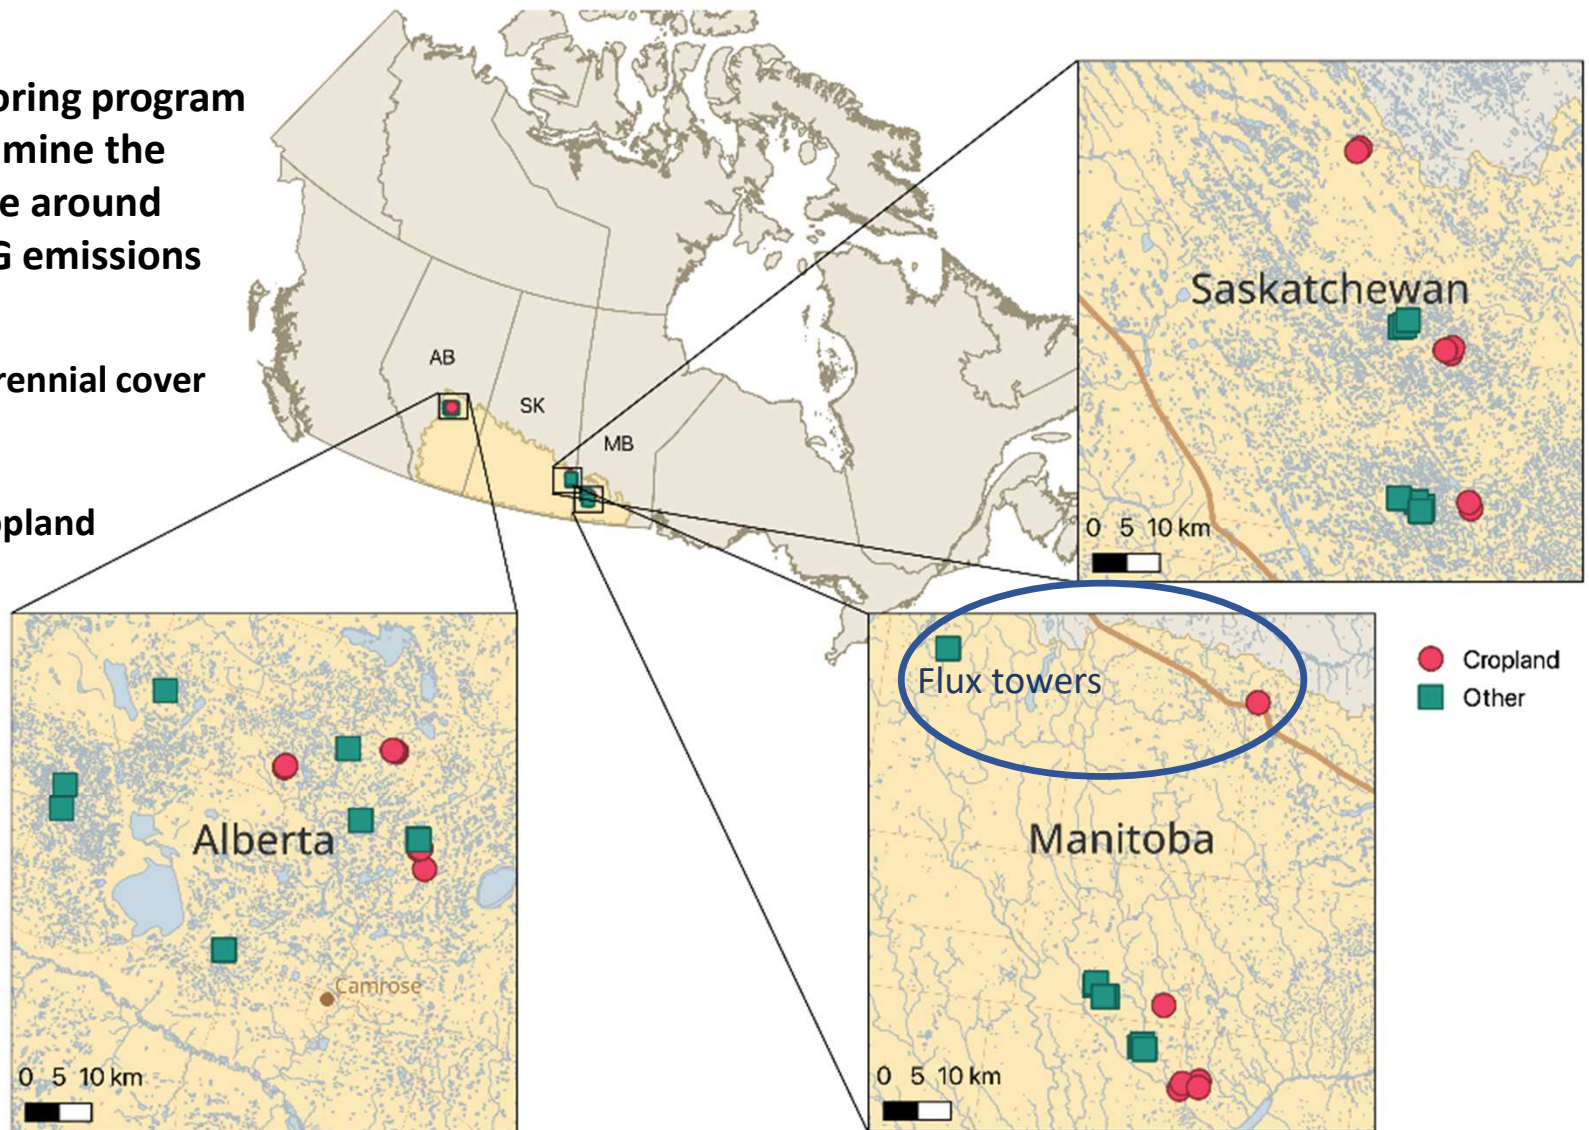 oring program
mine the
e around
G emissions
rennial cover
opland
AB
SK
MB
Saskatchewan
0 5 10 km
Flux towers
Manitoba
0 5 10 km
Cropland
Other
Alberta
Camrose
0 5 10 km